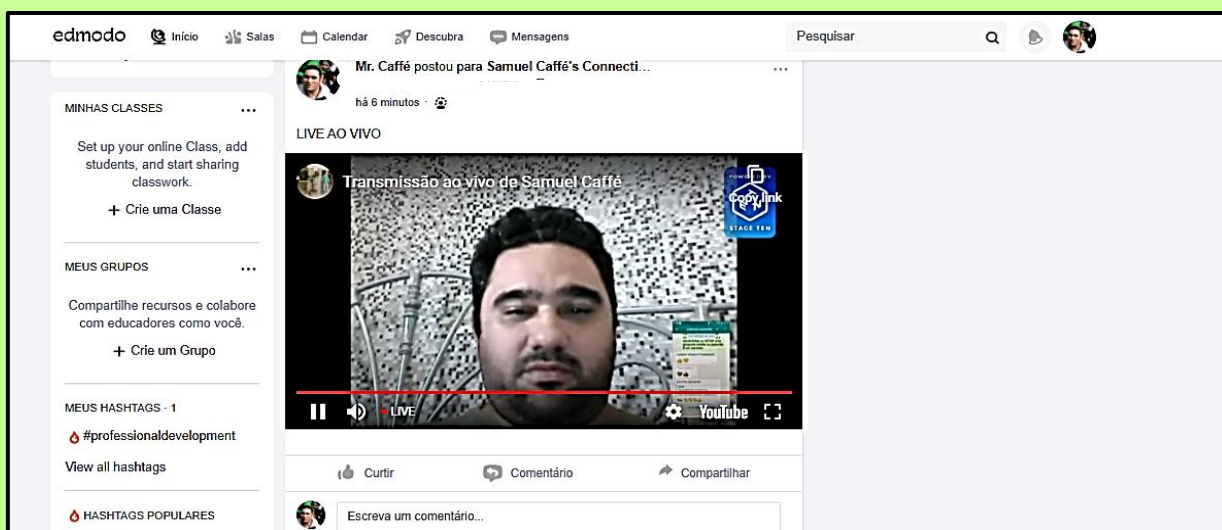 edmodo
Início
Salas
Calendar
Descubra
Mensagens
Pesquisar
MINHAS CLASSES
Set up your online Class, add
students, and start sharing
classwork.
+ Crie uma Classe
MEUS GRUPOS
Compartilhe recursos e colabore
com educadores como você.
+ Crie um Grupo
MEUS HASHTAGS · 1
#professionaldevelopment
View all hashtags
HASHTAGS POPULARES
Mr. Caffé postou para Samuel Caffé's Connecti...
há 6 minutos ·
LIVE AO VIVO
Transmissão ao vivo de Samuel Caffé
POWERED BY
Copy link
STAGE TEN
LIVE
YouTube
Curtir
Comentário
Compartilhar
Escreva um comentário...